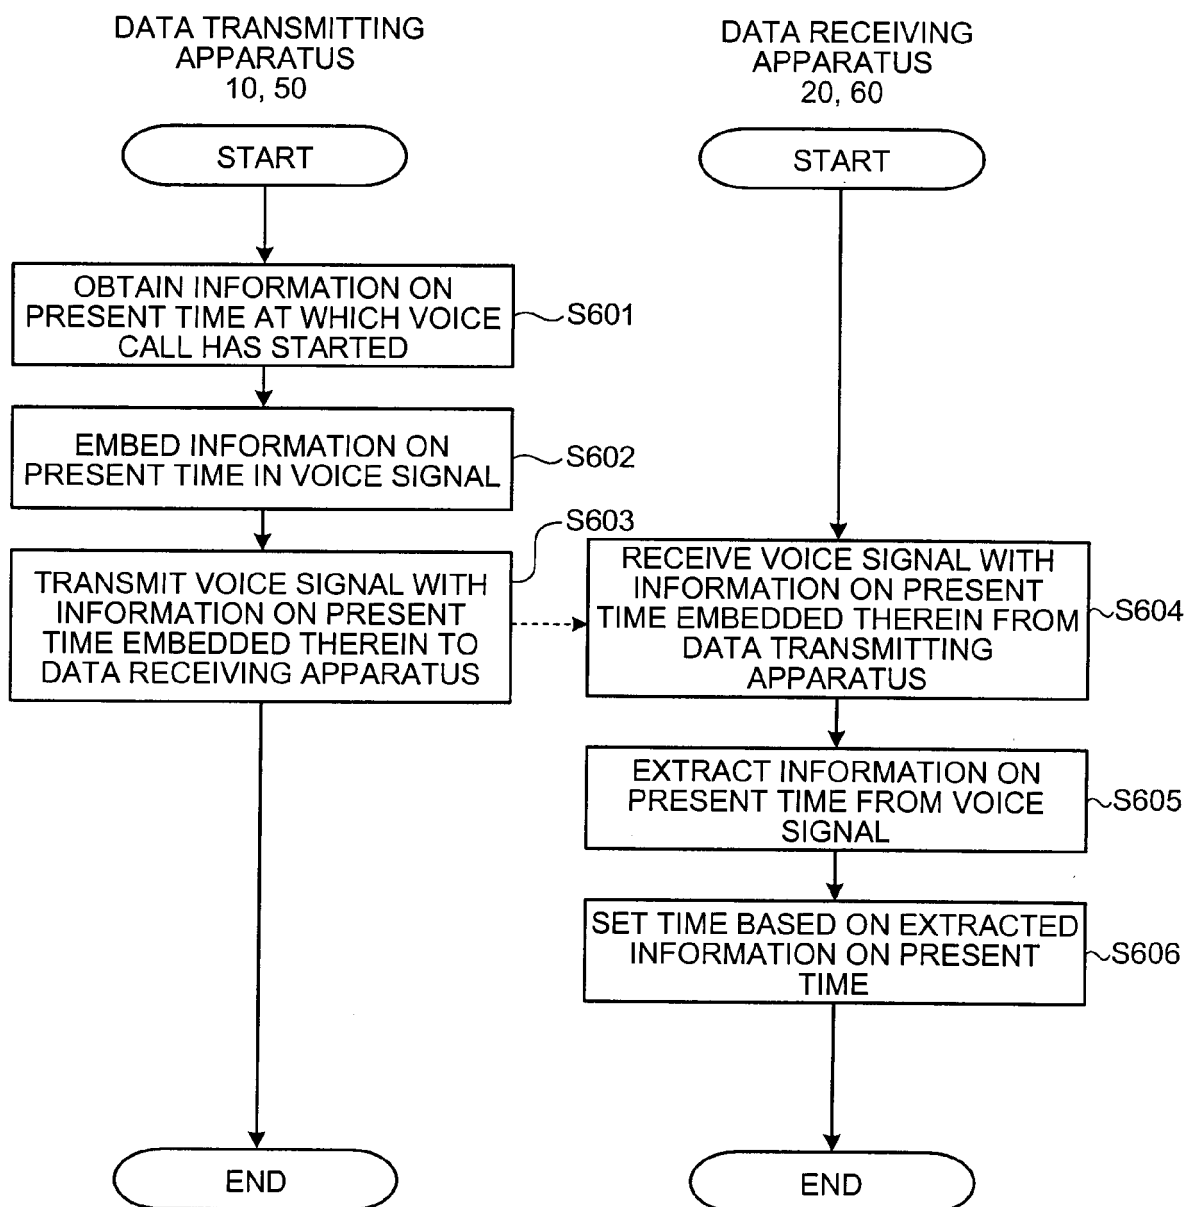 DATA TRANSMITTING
APPARATUS
10, 50
START
OBTAIN INFORMATION ON
PRESENT TIME AT WHICH VOICE
CALL HAS STARTED
S601
EMBED INFORMATION ON
PRESENT TIME IN VOICE SIGNAL
S602
S603
TRANSMIT VOICE SIGNAL WITH
INFORMATION ON PRESENT
TIME EMBEDDED THEREIN TO
DATA RECEIVING APPARATUS
END
DATA RECEIVING
APPARATUS
20, 60
START
RECEIVE VOICE SIGNAL WITH
INFORMATION ON PRESENT
TIME EMBEDDED THEREIN FROM
DATA TRANSMITTING
APPARATUS
S604
EXTRACT INFORMATION ON
PRESENT TIME FROM VOICE
SIGNAL
S605
SET TIME BASED ON EXTRACTED
INFORMATION ON PRESENT
TIME
S606
END